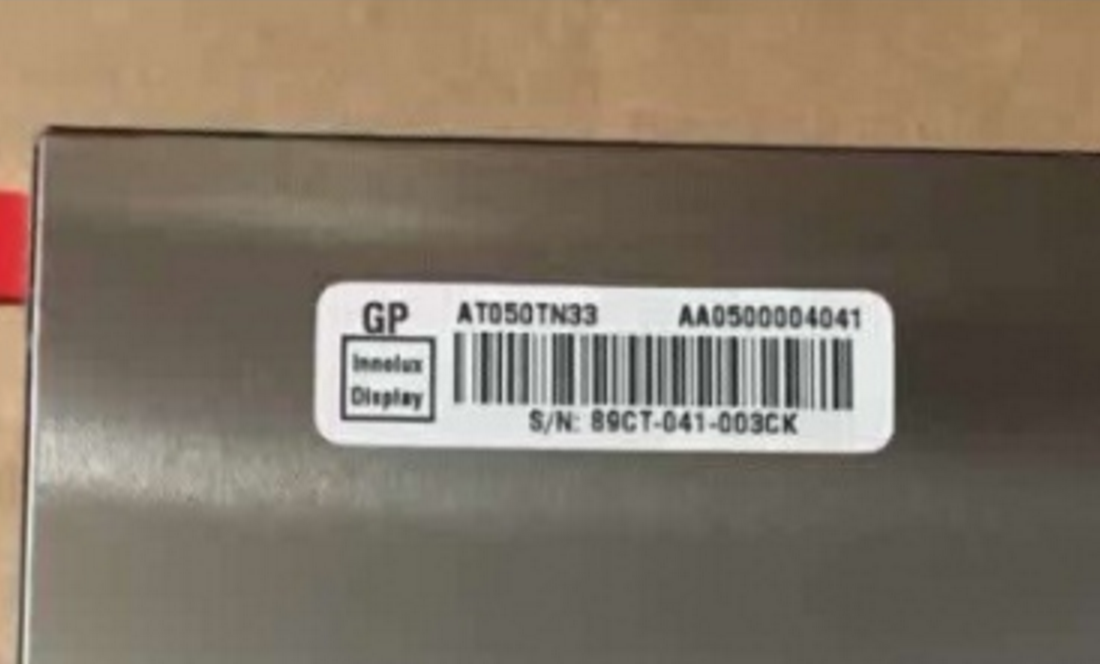 GP AT050TN33 AA0500004041
Innolux
Display
S/N: 89CT-041-003CK